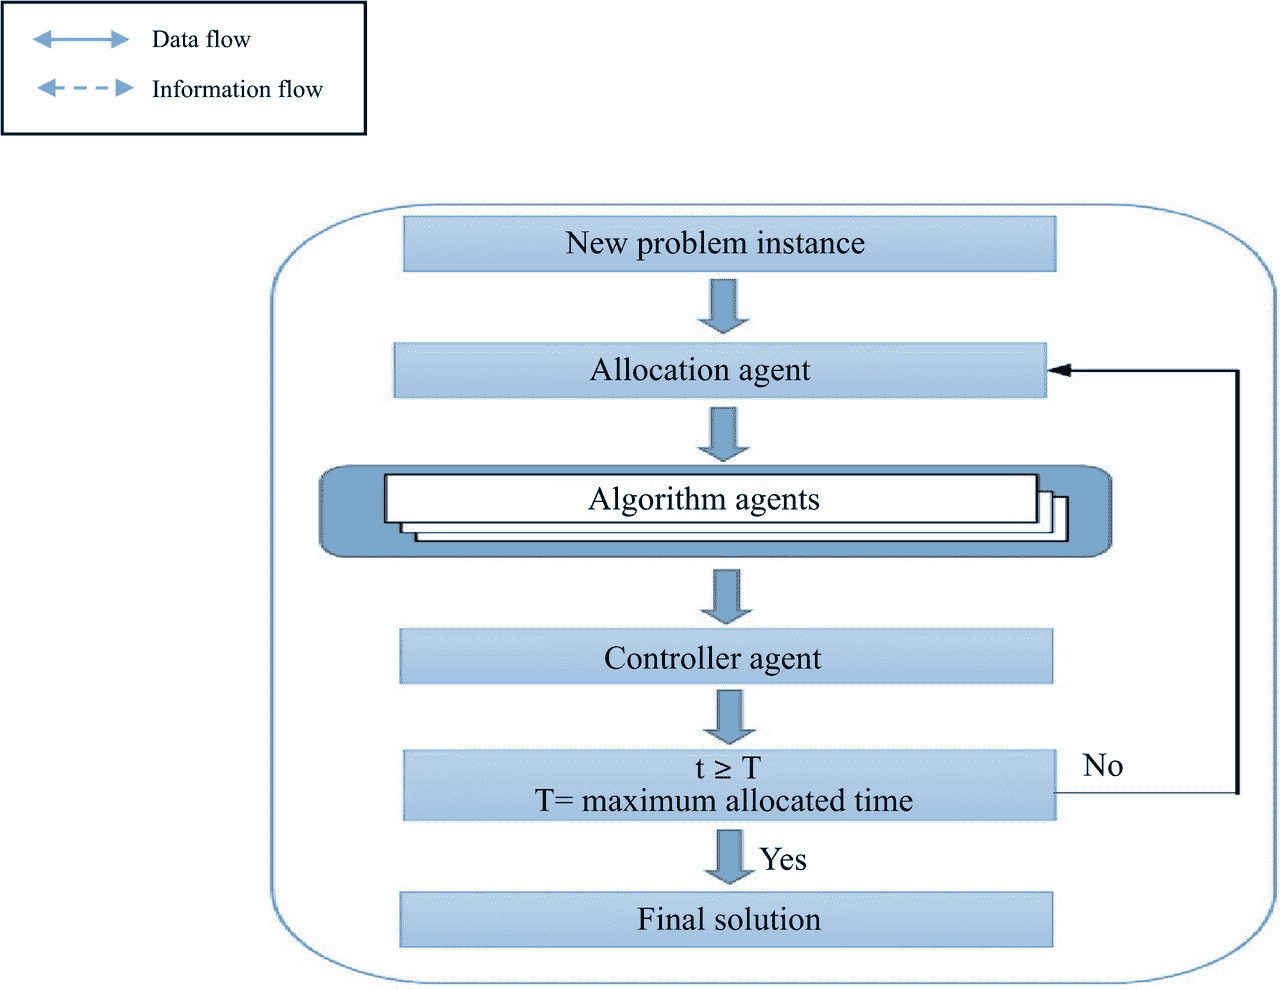 Data flow
Information flow
New problem instance
Allocation agent
Algorithm agents
Controller agent
t ≥ T
T= maximum allocated time
No
Yes
Final solution